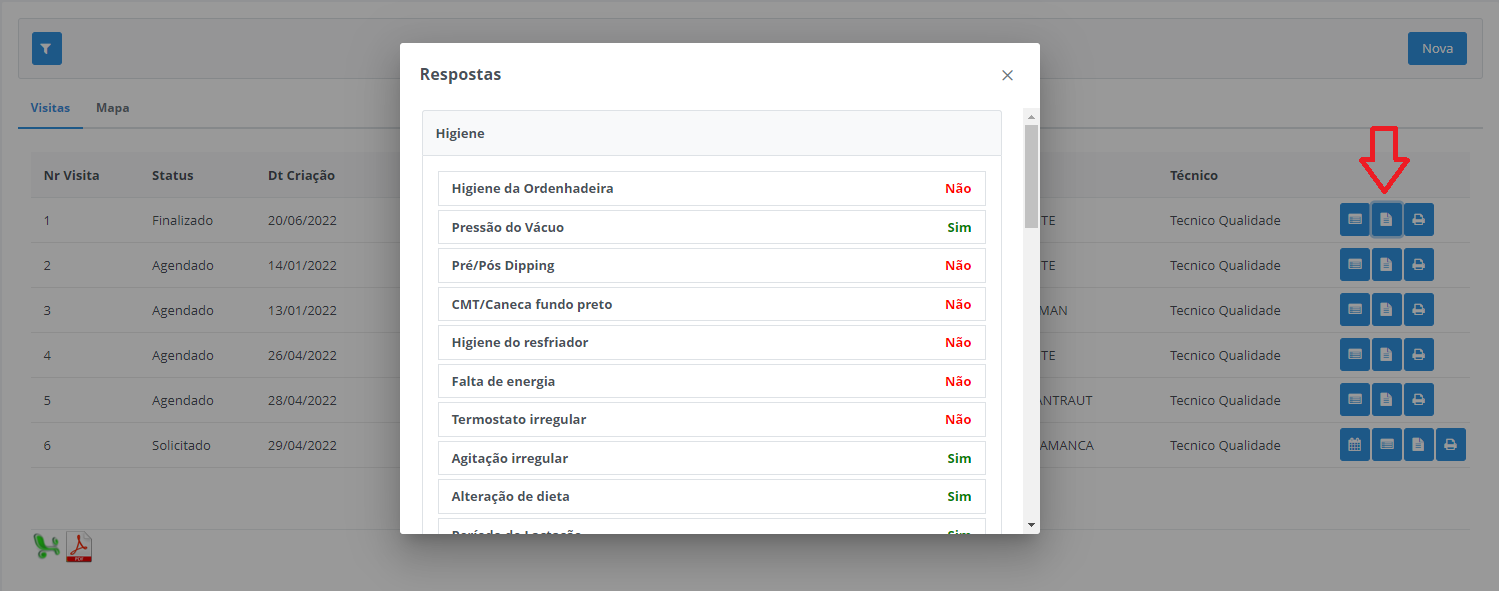 Nova
Respostas
Visitas Mapa
Higiene
Nr Visita Status Dt Criação Técnico
Higiene da Ordenhadeira Não
1 Finalizado 20/06/2022 TE Tecnico Qualidade
Pressão do Vácuo Sim
2 Agendado 14/01/2022 TE Tecnico Qualidade
Pré/Pós Dipping Não
3 Agendado 13/01/2022 MAN Tecnico Qualidade
CMT/Caneca fundo preto Não
Higiene do resfriador Não
4 Agendado 26/04/2022 TE Tecnico Qualidade
Falta de energia Não
5 Agendado 28/04/2022 ANTRAUT Tecnico Qualidade
Termostato irregular Não
6 Solicitado 29/04/2022 AMANCA Tecnico Qualidade
Agitação irregular Sim
Alteração de dieta Sim
Período de Lactação Sim
PDF